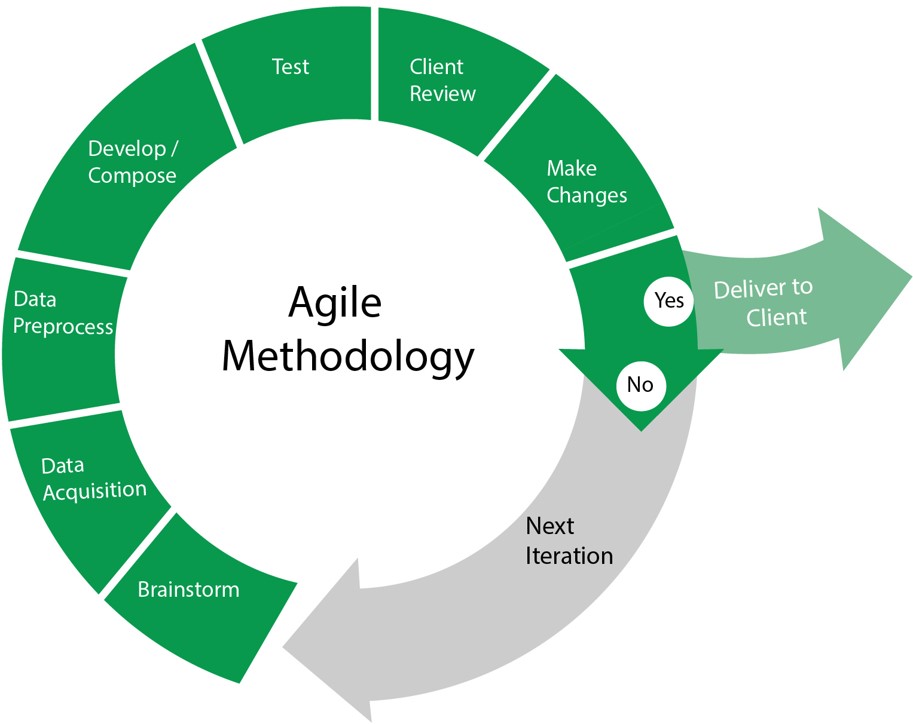 Test
Client
Review
Develop /
Compose
Make
Changes
Data
Preprocess
Agile
Methodology
Yes
Deliver to
Client
No
Data
Acquisition
Next
Iteration
Brainstorm